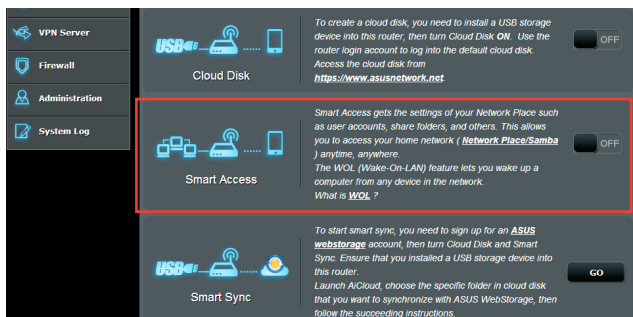 VPN Server
Firewall
Administration
System Log
USB
Cloud Disk
To create a cloud disk, you need to install a USB storage
device into this router, then turn Cloud Disk ON. Use the
router login account to log into the default cloud disk.
Access the cloud disk from
https://www.asusnetwork.net.
OFF
Smart Access
Smart Access gets the settings of your Network Place such
as user accounts, share folders, and others. This allows
you to access your home network ( Network Place/Samba
) anytime, anywhere.
The WOL (Wake-On-LAN) feature lets you wake up a
computer from any device in the network.
What is WOL ?
OFF
USB
Smart Sync
To start smart sync, you need to sign up for an ASUS
webstorage account, then turn Cloud Disk and Smart
Sync. Ensure that you installed a USB storage device into
this router.
Launch AiCloud, choose the specific folder in cloud disk
that you want to synchronize with ASUS WebStorage, then
follow the succeeding instructions.
GO